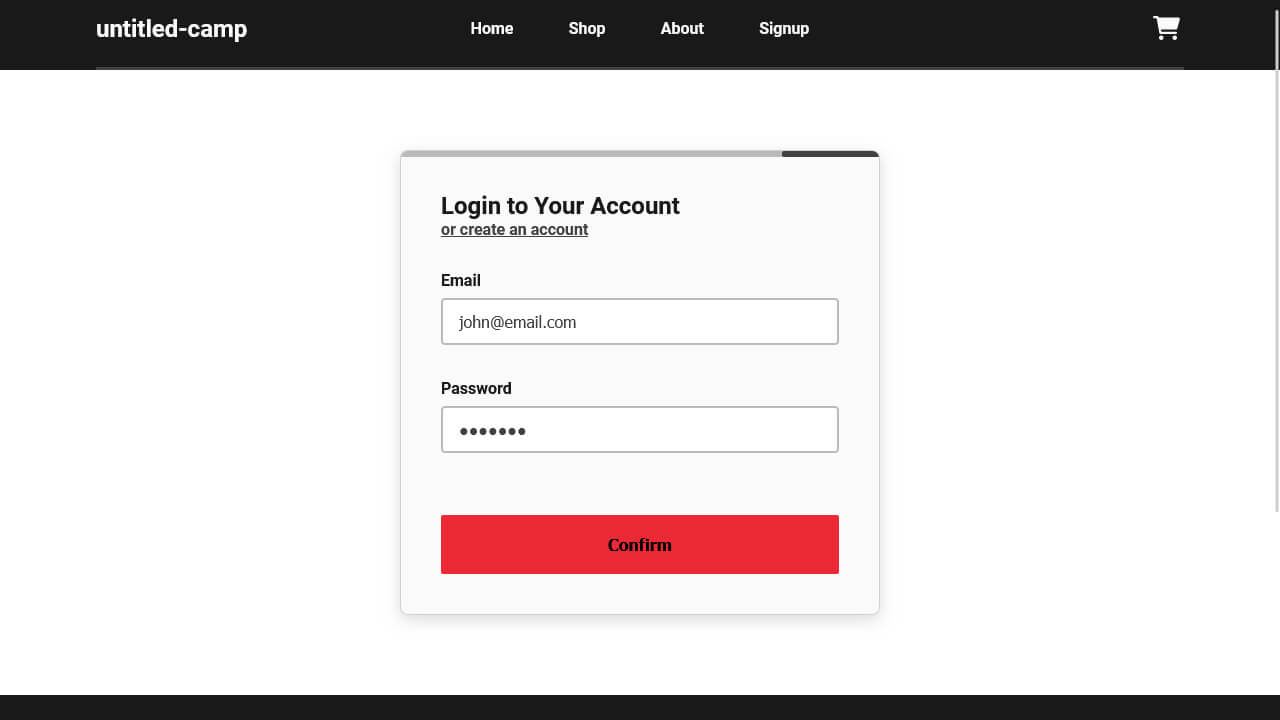 untitled-camp
Home
Shop
About
Signup
Login to Your Account
or create an account
Email
john@email.com
Password
•••••••
Confirm